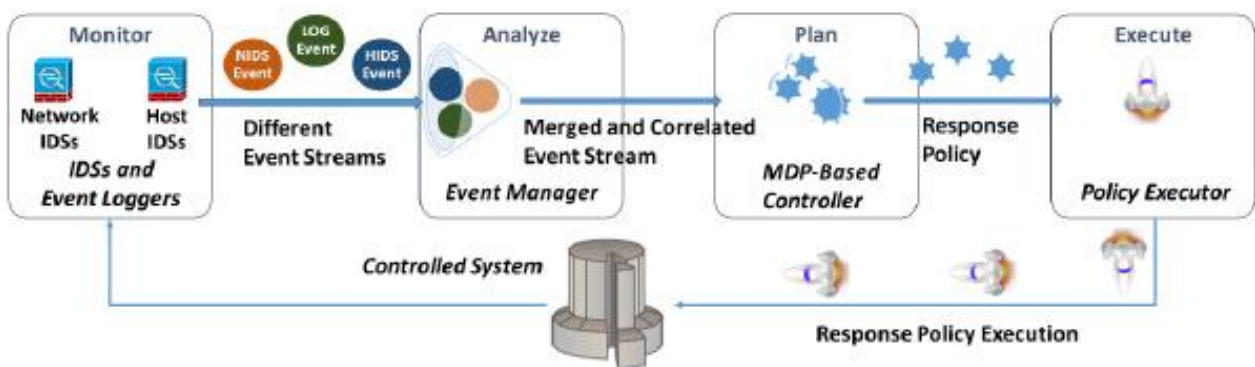 Monitor
Network
IDSs
Host
IDSs
IDSs and
Event Loggers
NIDS
Event
LOG
Event
HIDS
Event
Different
Event Streams
Analyze
Event Manager
Merged and Correlated
Event Stream
Plan
MDP-Based
Controller
Response
Policy
Execute
Policy Executor
Controlled System
Response Policy Execution